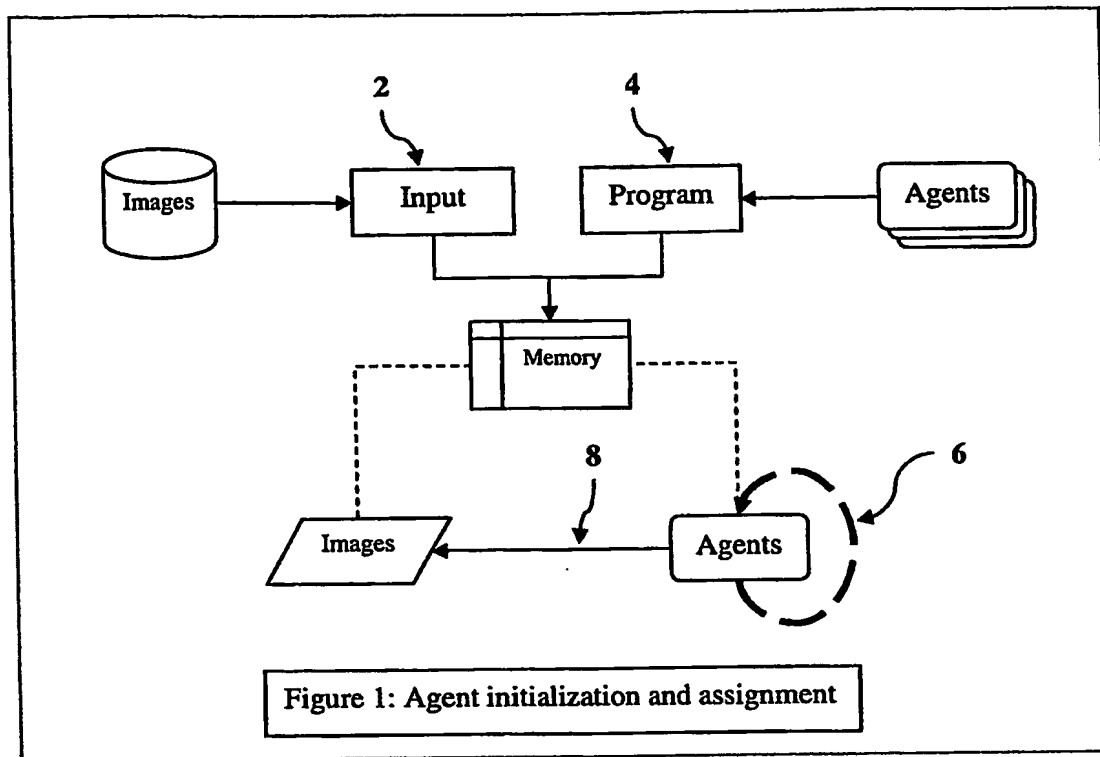 2
4
Images
Input
Program
Agents
Memory
8
6
Images
Agents
Figure 1: Agent initialization and assignment